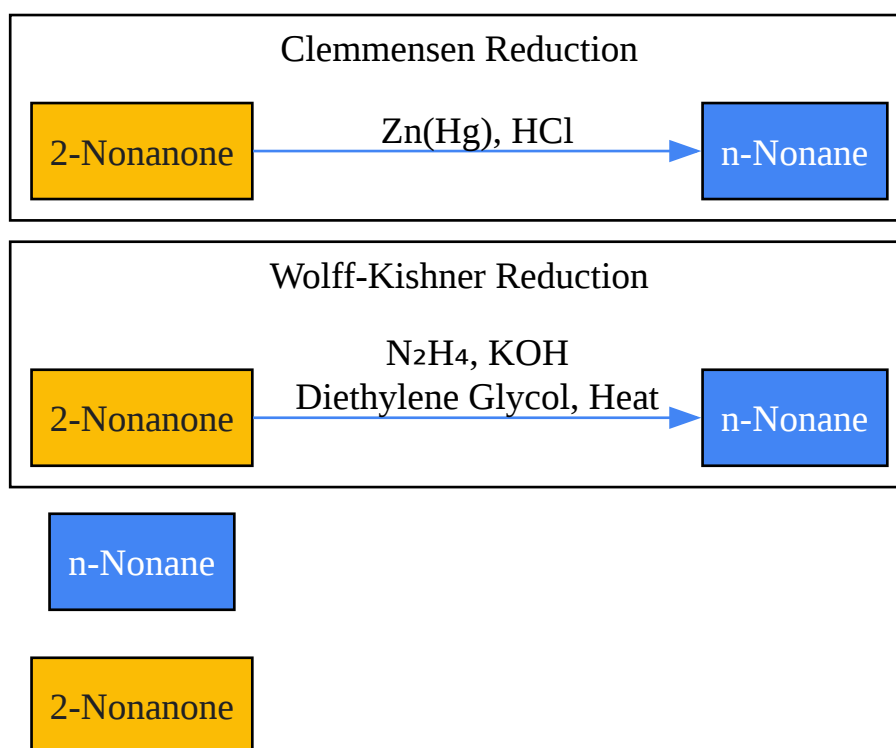 Clemmensen Reduction
2-Nonanone
Zn(Hg), HCl
n-Nonane
Wolff-Kishner Reduction
N₂H₄, KOH
Diethylene Glycol, Heat
2-Nonanone
n-Nonane
n-Nonane
2-Nonanone